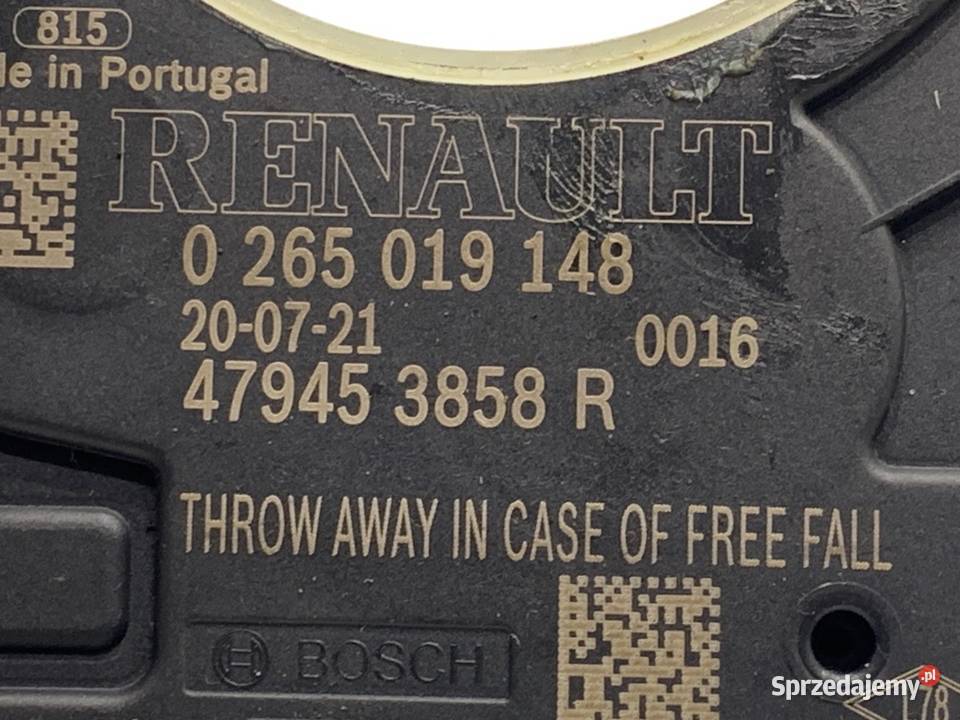 815
de in Portugal
RENAULT
0 265 019 148
20-07-21 0016
47945 3858 R
THROW AWAY IN CASE OF FREE FALL
BOSCH
178
Sprzedajemy.pl